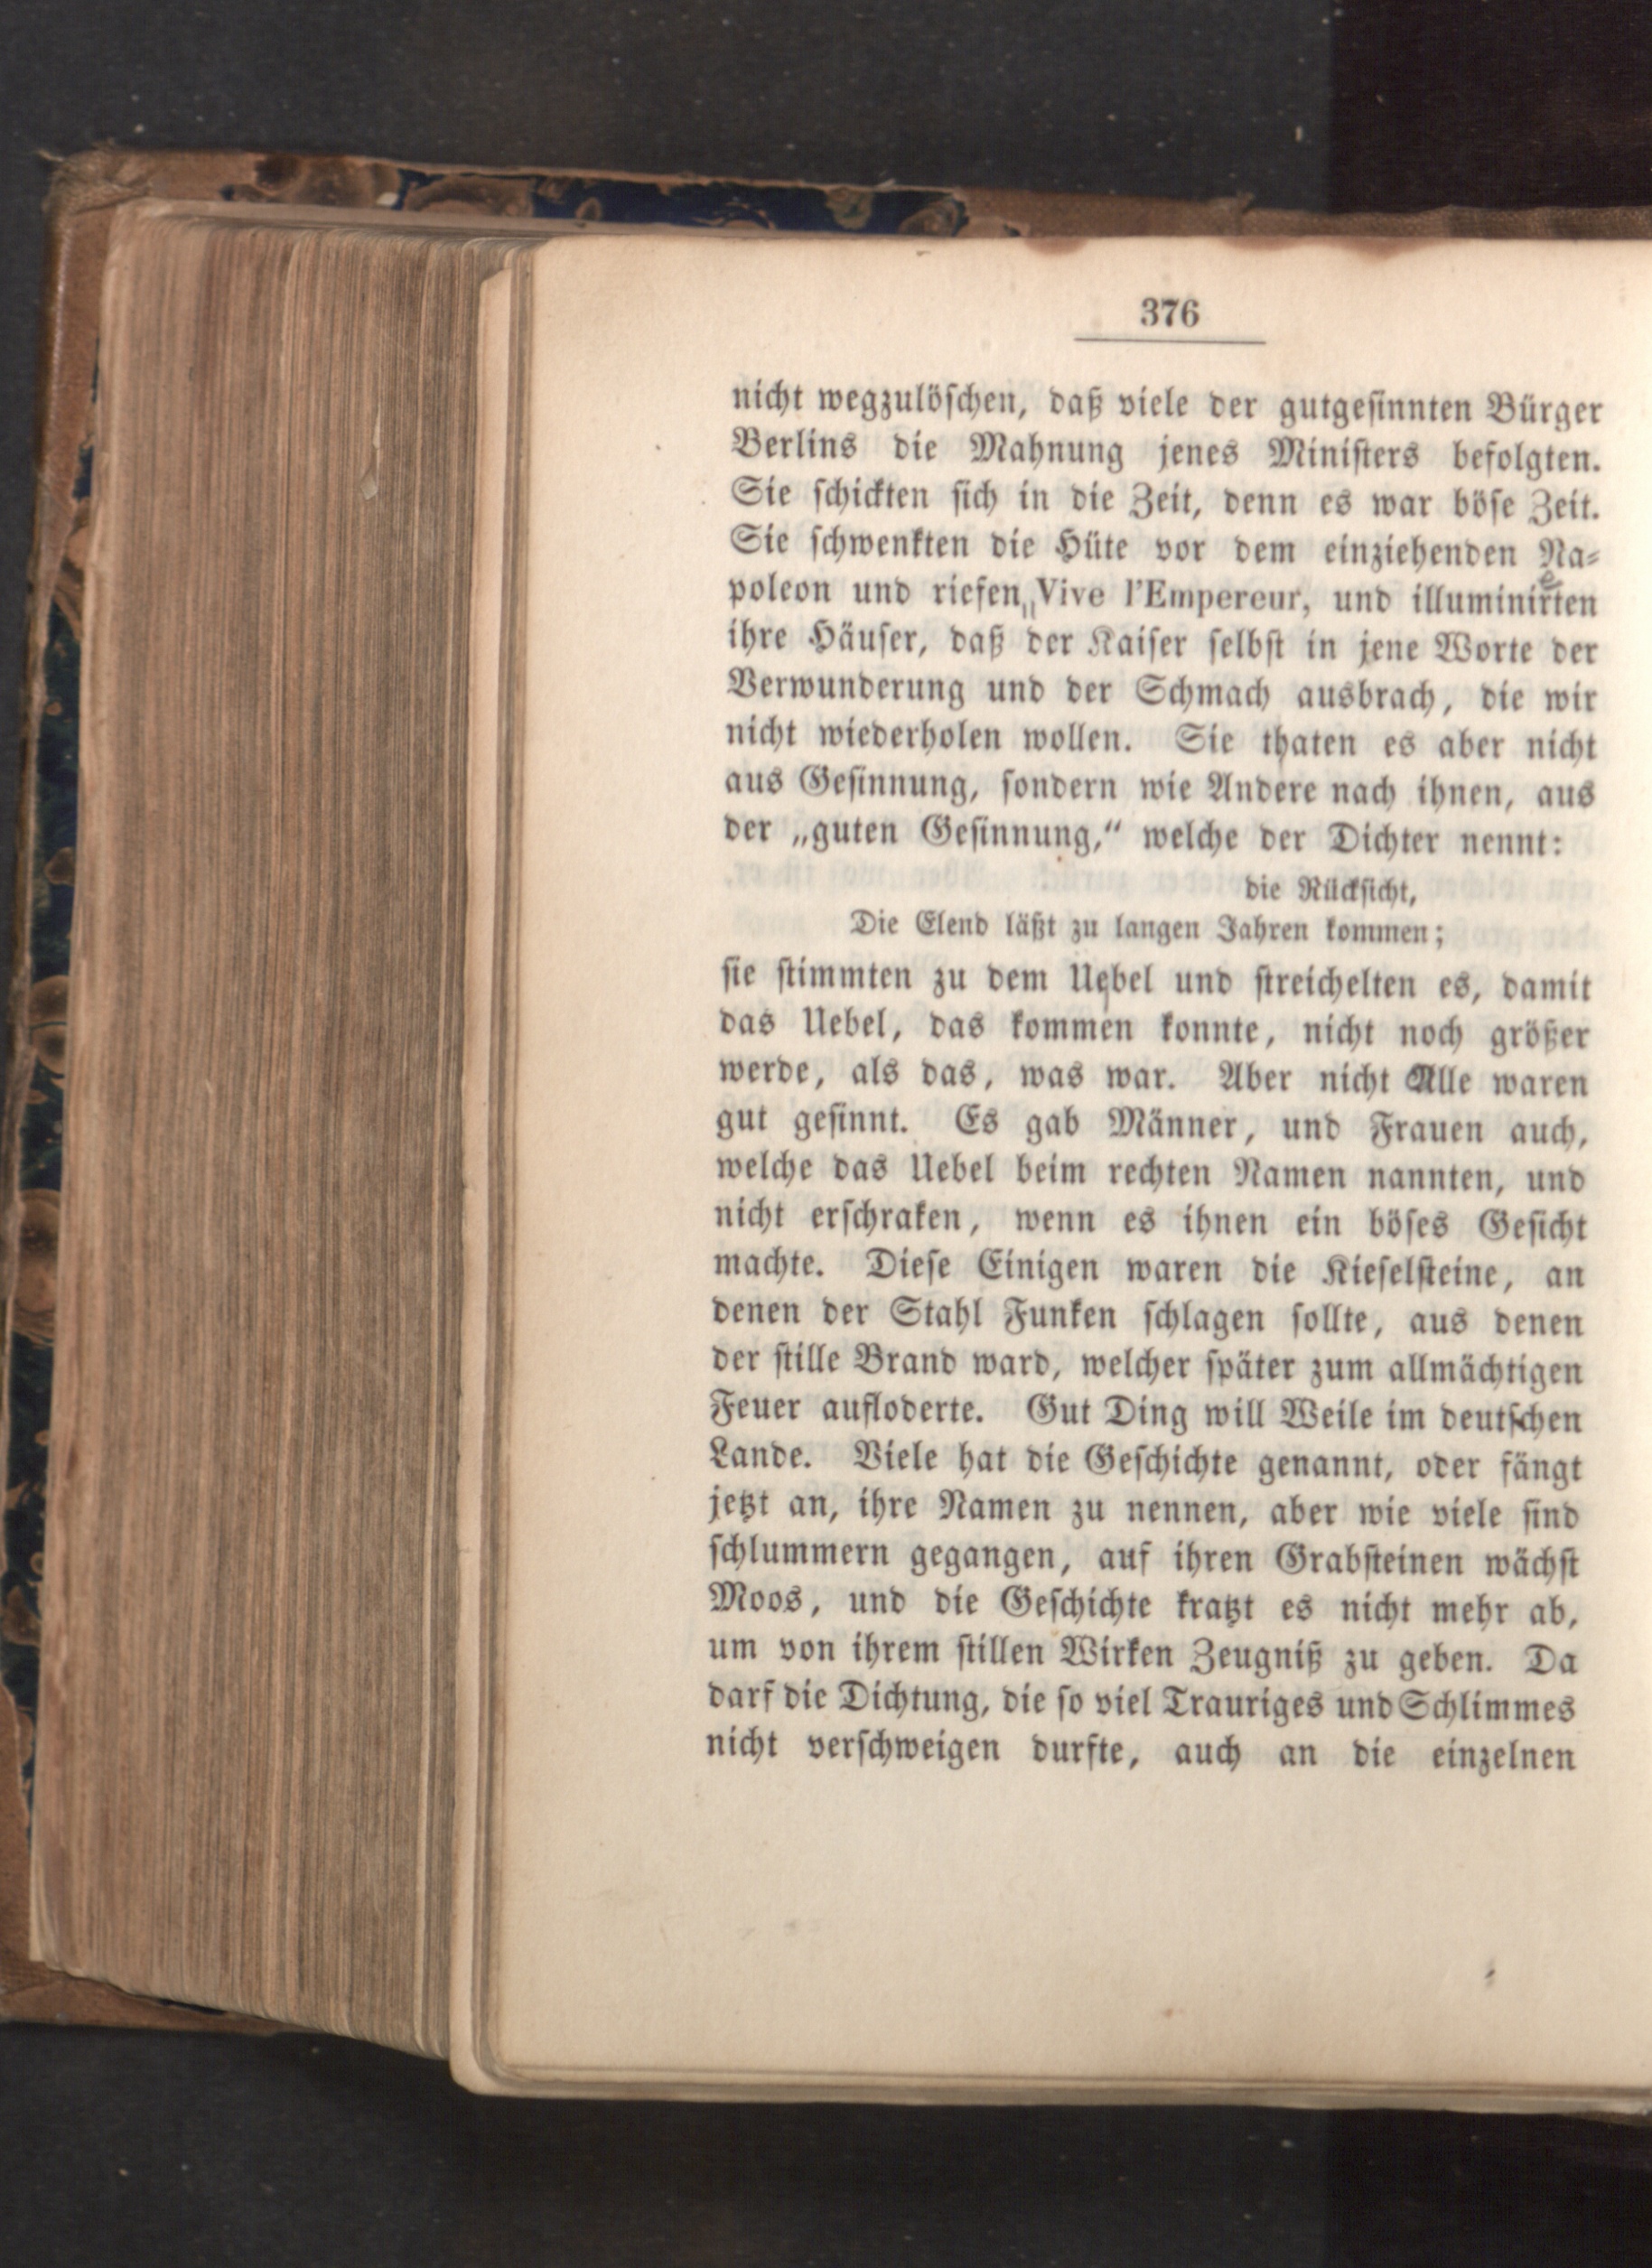 376
nicht wegzulöschen, daß viele der gutgesinnten Bürger
Berlins die Mahnung jenes Ministers befolgten.
Sie schickten sich in die Zeit, denn es war böse Zeit.
Sie schwenkten die Hüte vor dem einziehenden Na-
poleon und riefen „Vive l'Empereur, und illuminirten
ihre Häuser, daß der Kaiser selbst in jene Worte der
Verwunderung und der Schmach ausbrach, die wir
nicht wiederholen wollen. Sie thaten es aber nicht
aus Gesinnung, sondern wie Andere nach ihnen, aus
der „guten Gesinnung,“ welche der Dichter nennt:
die Rücksicht,
Die Elend läßt zu langen Jahren kommen;
sie stimmten zu dem Uebel und streichelten es, damit
das Uebel, das kommen konnte, nicht noch größer
werde, als das, was war. Aber nicht Alle waren
gut gesinnt. Es gab Männer, und Frauen auch,
welche das Uebel beim rechten Namen nannten, und
nicht erschraken, wenn es ihnen ein böses Gesicht
machte. Diese Einigen waren die Kieselsteine, an
denen der Stahl Funken schlagen sollte, aus denen
der stille Brand ward, welcher später zum allmächtigen
Feuer aufloderte. Gut Ding will Weile im deutschen
Lande. Viele hat die Geschichte genannt, oder fängt
jetzt an, ihre Namen zu nennen, aber wie viele sind
schlummern gegangen, auf ihren Grabsteinen wächst
Moos, und die Geschichte kratzt es nicht mehr ab,
um von ihrem stillen Wirken Zeugniß zu geben. Da
darf die Dichtung, die so viel Trauriges und Schlimmes
nicht verschweigen durfte, auch an die einzelnen